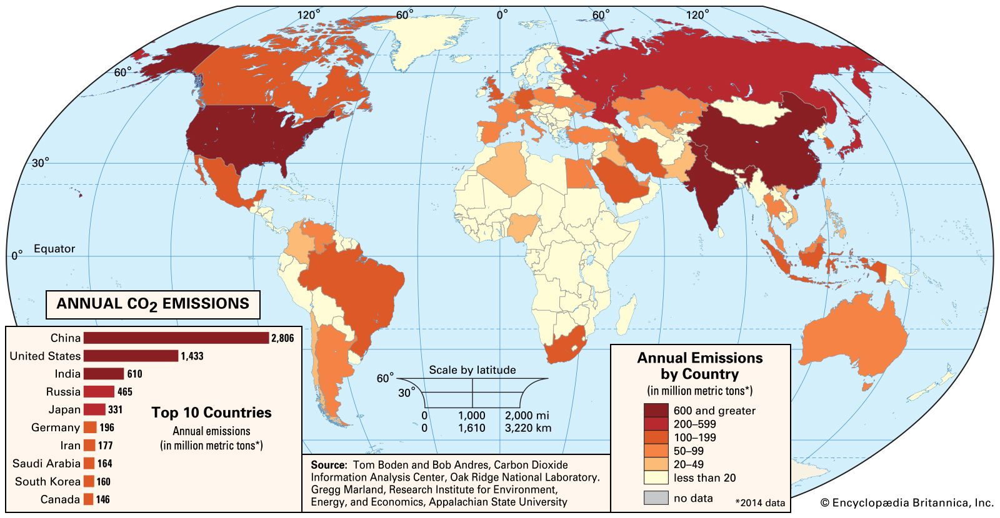 120° 60° 0° 60° 120°
60°
30°
0° Equator
ANNUAL CO2 EMISSIONS
China 2,806
United States 1,433
India 610
Russia 465
Japan 331
Germany 196
Iran 177
Saudi Arabia 164
South Korea 160
Canada 146
Top 10 Countries
Annual emissions
(in million metric tons*)
Scale by latitude
60°
30°
0 1,000 2,000 mi
0 1,610 3,220 km
Source: Tom Boden and Bob Andres, Carbon Dioxide
Information Analysis Center, Oak Ridge National Laboratory.
Gregg Marland, Research Institute for Environment,
Energy, and Economics, Appalachian State University
Annual Emissions
by Country
(in million metric tons*)
600 and greater
200–599
100–199
50–99
20–49
less than 20
no data
*2014 data
© Encyclopædia Britannica, Inc.